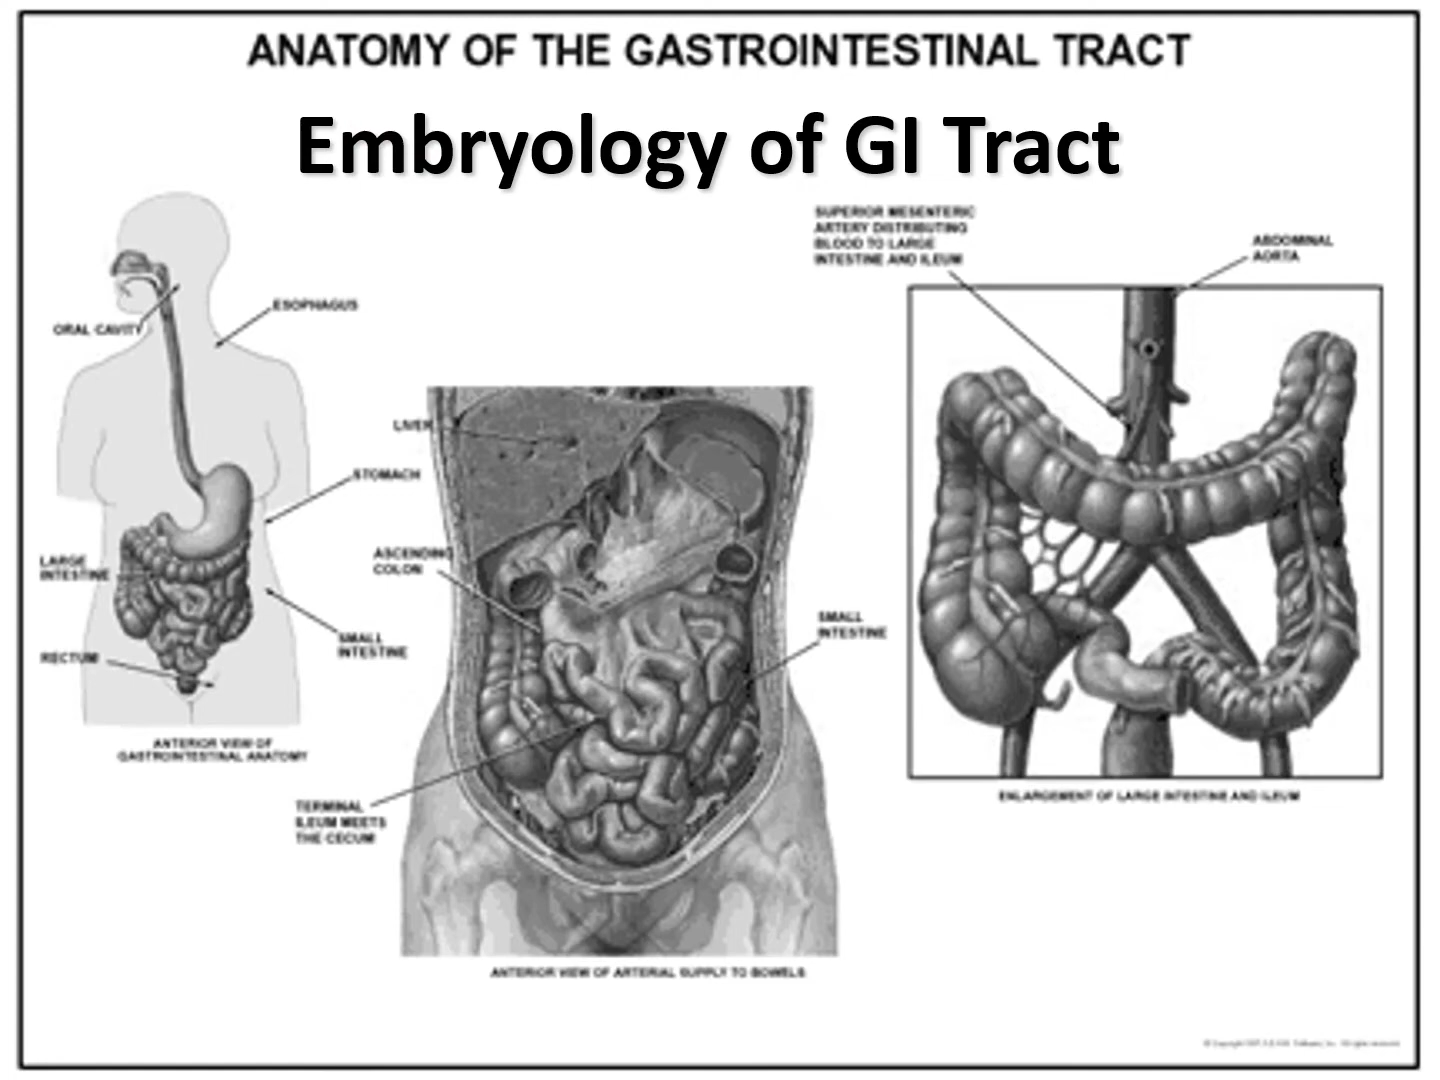 ANATOMY OF THE GASTROINTESTINAL TRACT
Embryology of GI Tract
SUPERIOR MESENTERIC
ARTERY DISTRIBUTING
BLOOD TO LARGE
INTESTINE AND ILEUM
ABDOMINAL
AORTA
ESOPHAGUS
ORAL CAVITY
LIVER
STOMACH
LARGE
INTESTINE
ASCENDING
COLON
SMALL
INTESTINE
SMALL
INTESTINE
RECTUM
ANTERIOR VIEW OF
GASTROINTESTINAL ANATOMY
TERMINAL
ILEUM MEETS
THE CECUM
ENLARGEMENT OF LARGE INTESTINE AND ILEUM
ANTERIOR VIEW OF ARTERIAL SUPPLY TO BOWELS